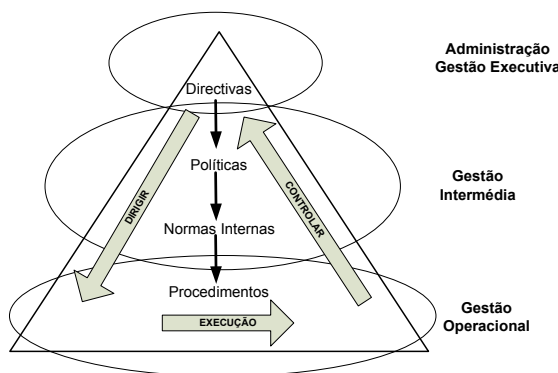 Administração
Gestão Executiva
Directivas
Políticas
Gestão
Intermédia
DIRIGIR
CONTROLAR
Normas Internas
Procedimentos
Gestão
Operacional
EXECUÇÃO